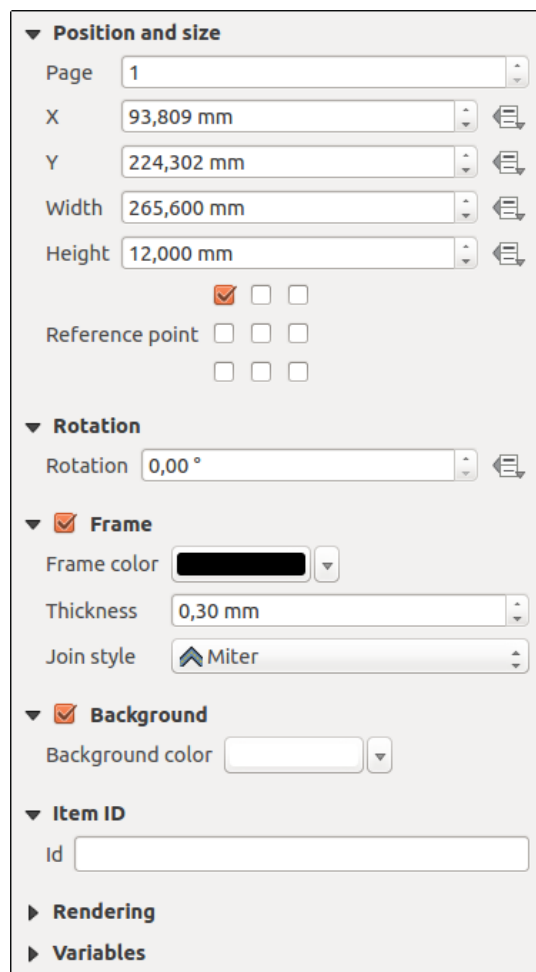 Position and size
Page 1
X 93,809 mm
Y 224,302 mm
Width 265,600 mm
Height 12,000 mm
Reference point
Rotation
Rotation 0,00 °
Frame
Frame color
Thickness 0,30 mm
Join style Miter
Background
Background color
Item ID
Id
Rendering
Variables